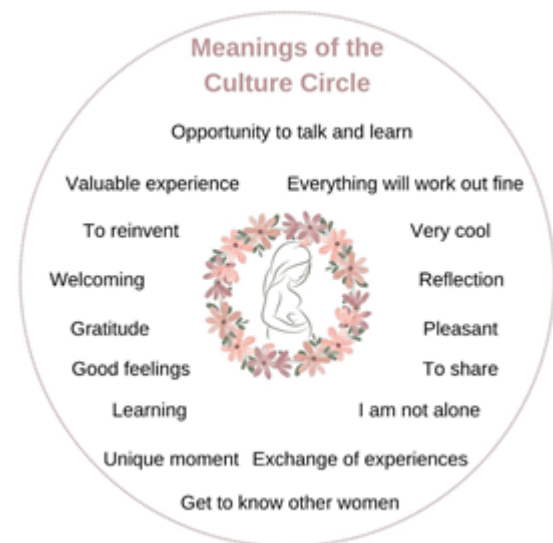 Meanings of the
Culture Circle
Opportunity to talk and learn
Valuable experience
Everything will work out fine
To reinvent
Very cool
Welcoming
Reflection
Gratitude
Pleasant
Good feelings
To share
Learning
I am not alone
Unique moment
Exchange of experiences
Get to know other women